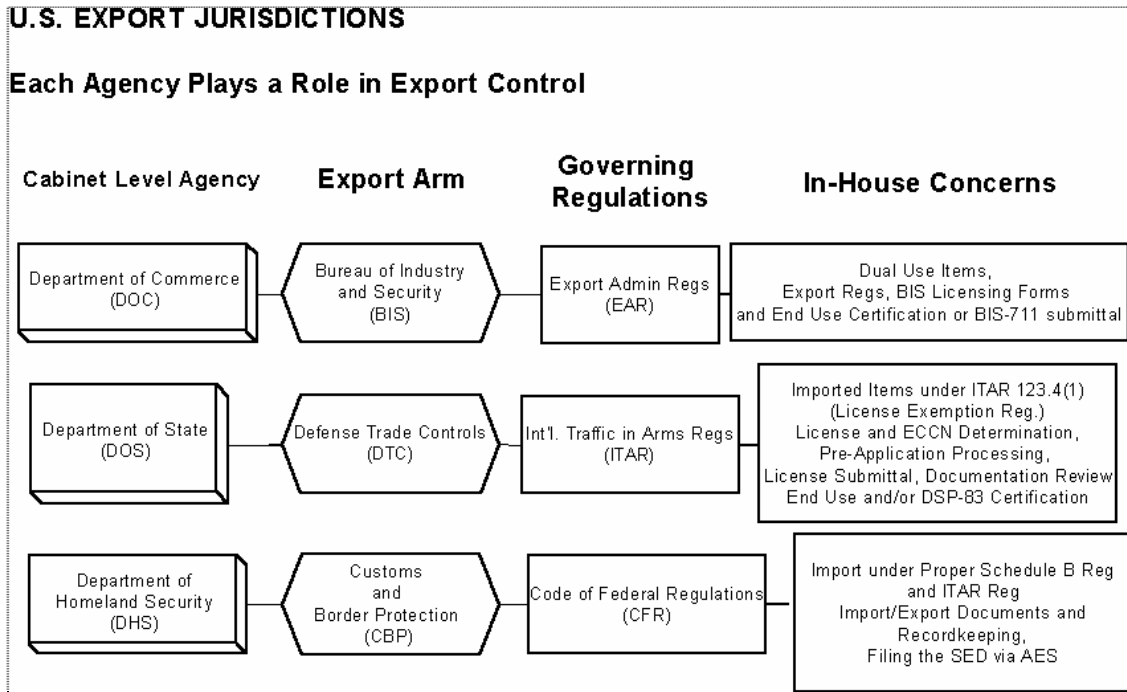 U.S. EXPORT JURISDICTIONS
Each Agency Plays a Role in Export Control
Cabinet Level Agency
Export Arm
Governing
Regulations
In-House Concerns
Department of Commerce
(DOC)
Bureau of Industry
and Security
(BIS)
Export Admin Regs
(EAR)
Dual Use Items,
Export Regs, BIS Licensing Forms
and End Use Certification or BIS-711 submittal
Department of State
(DOS)
Defense Trade Controls
(DTC)
Int'l. Traffic in Arms Regs
(ITAR)
Imported Items under ITAR 123.4(1)
(License Exemption Reg.)
License and ECCN Determination,
Pre-Application Processing,
License Submittal, Documentation Review
End Use and/or DSP-83 Certification
Department of
Homeland Security
(DHS)
Customs
and
Border Protection
(CBP)
Code of Federal Regulations
(CFR)
Import under Proper Schedule B Reg
and ITAR Reg
Import/Export Documents and
Recordkeeping,
Filing the SED via AES